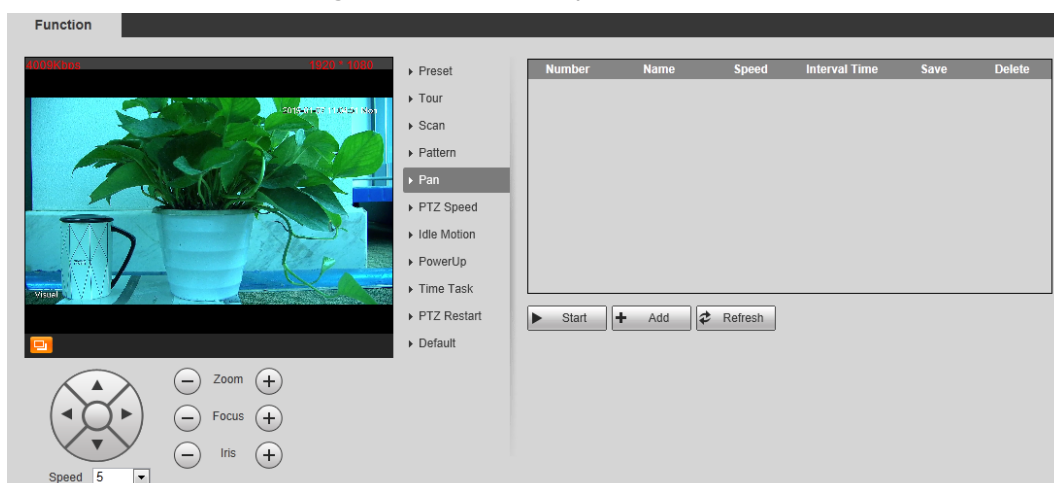 Function
4009Kbps 1920 * 1080
Visual
Preset
Tour
Scan
Pattern
Pan
PTZ Speed
Idle Motion
PowerUp
Time Task
PTZ Restart
Default
Number Name Speed Interval Time Save Delete
Start Add Refresh
Zoom
Focus
Iris
Speed 5